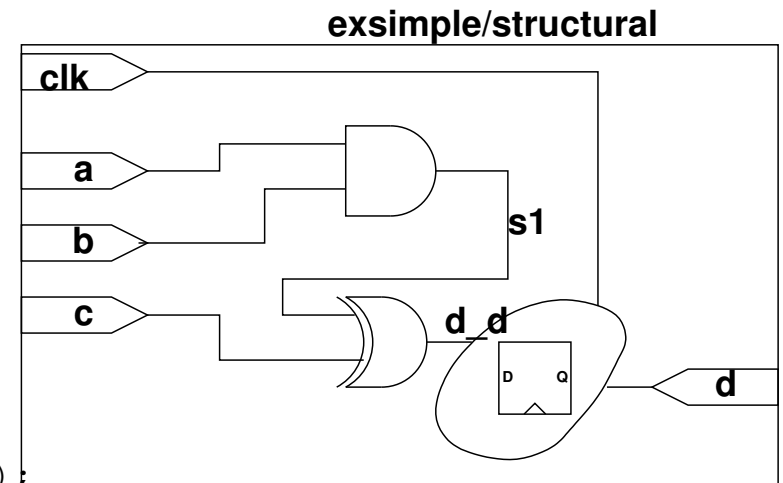 exsimple/structural
clk
a
b
s1
c
d_d
D Q
d
) ;